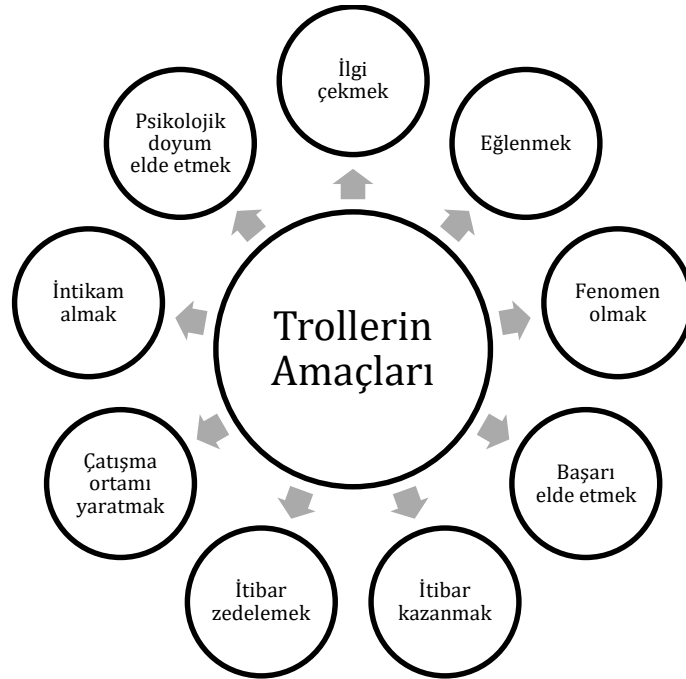 İlgi
çekmek
Eğlenmek
Fenomen
olmak
Başarı
elde etmek
İtibar
kazanmak
İtibar
zedelemek
Çatışma
ortamı
yaratmak
İntikam
almak
Psikolojik
doyum
elde etmek
Trollerin
Amaçları